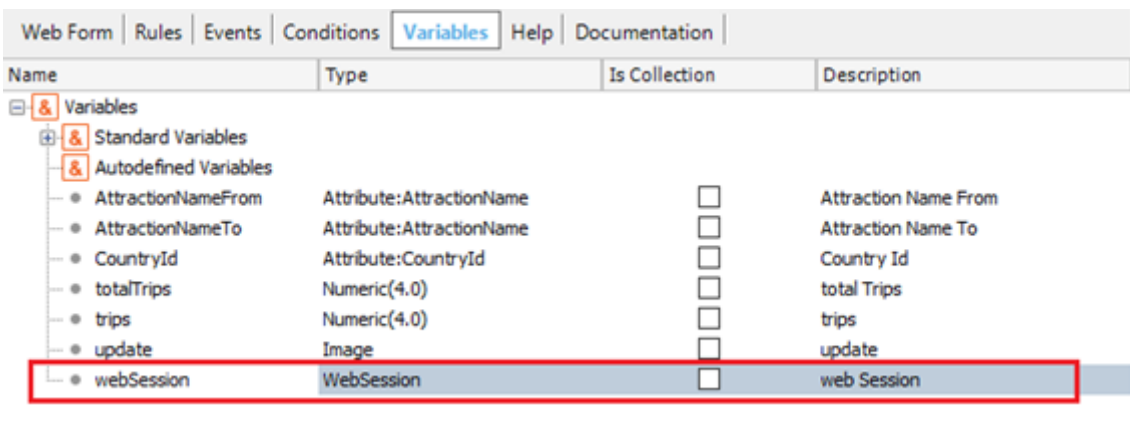 Web Form Rules Events Conditions Variables Help Documentation
Name Type Is Collection Description
& Variables
& Standard Variables
& Autodefined Variables
AttractionNameFrom Attribute:AttractionName Attraction Name From
AttractionNameTo Attribute:AttractionName Attraction Name To
CountryId Attribute:CountryId Country Id
totalTrips Numeric(4.0) total Trips
trips Numeric(4.0) trips
update Image update
webSession WebSession web Session